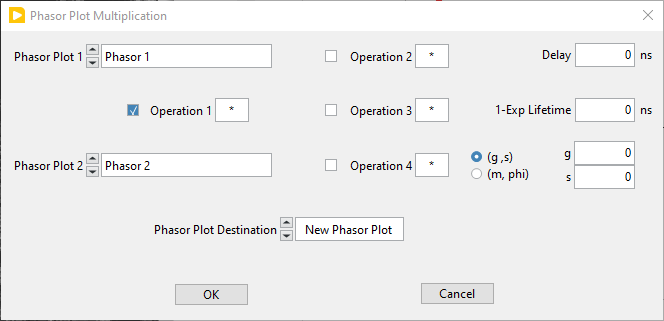 Phasor Plot Multiplication
Phasor Plot 1 Phasor 1 Operation 2 * Delay 0 ns
Operation 1 * Operation 3 * 1-Exp Lifetime 0 ns
Phasor Plot 2 Phasor 2 Operation 4 * (g ,s) g 0
(m, phi) s 0
Phasor Plot Destination New Phasor Plot
OK Cancel